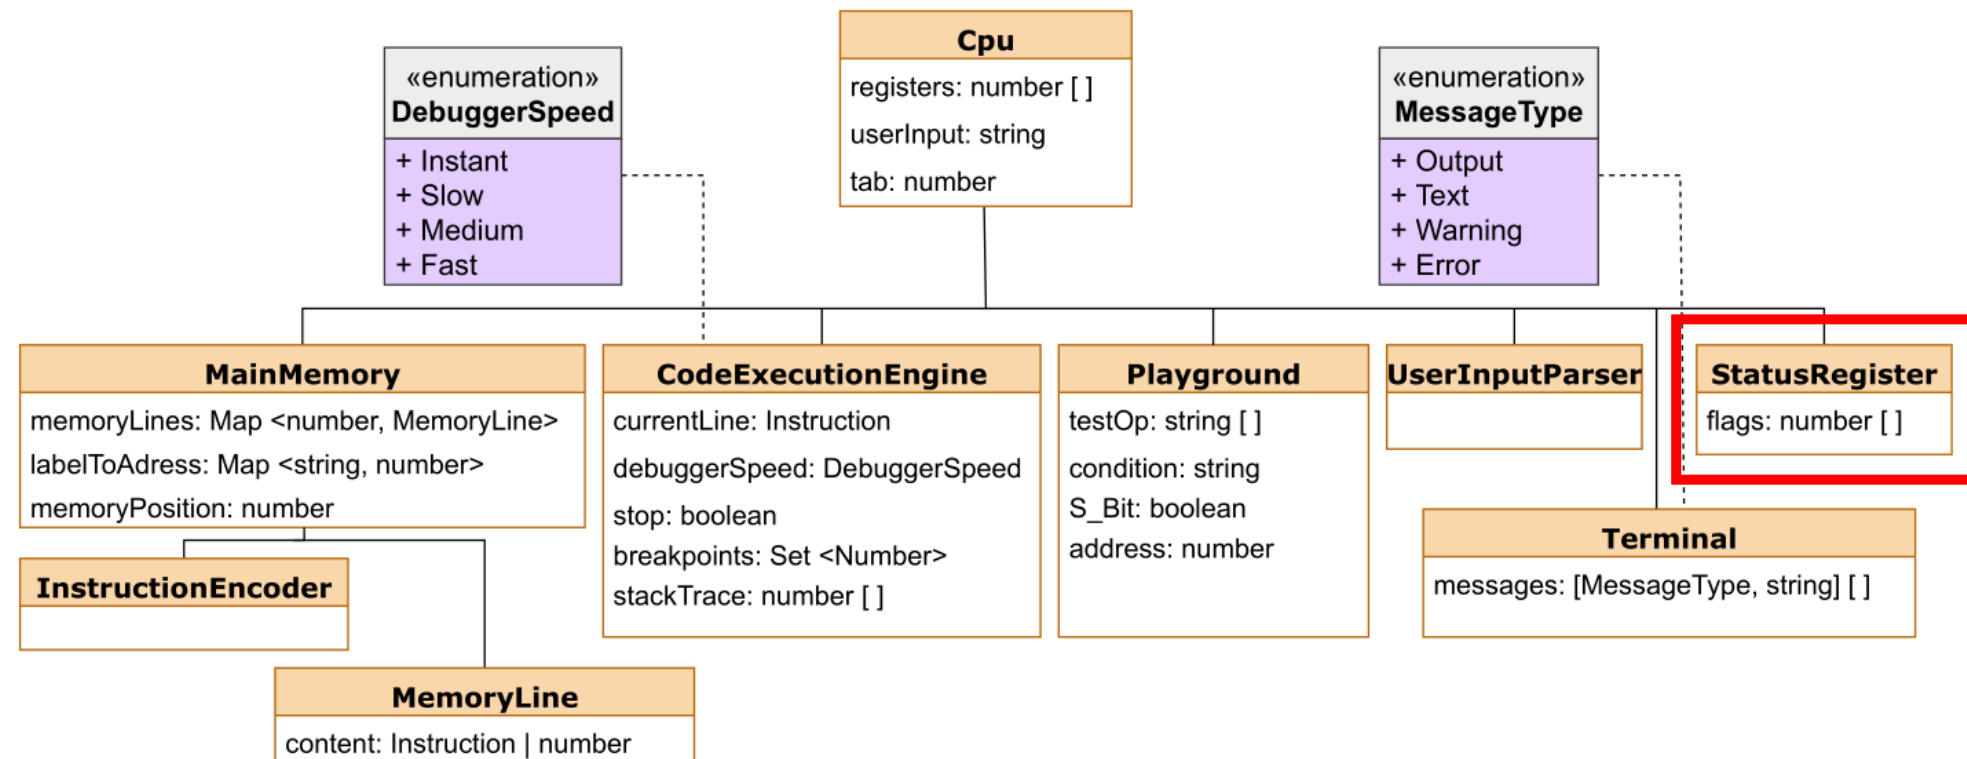 Cpu
registers: number [ ]
userInput: string
tab: number
«enumeration»
DebuggerSpeed
+ Instant
+ Slow
+ Medium
+ Fast
«enumeration»
MessageType
+ Output
+ Text
+ Warning
+ Error
MainMemory
memoryLines: Map <number, MemoryLine>
labelToAdress: Map <string, number>
memoryPosition: number
CodeExecutionEngine
currentLine: Instruction
debuggerSpeed: DebuggerSpeed
stop: boolean
breakpoints: Set <Number>
stackTrace: number [ ]
Playground
testOp: string [ ]
condition: string
S_Bit: boolean
address: number
UserInputParser
StatusRegister
flags: number [ ]
Terminal
messages: [MessageType, string] [ ]
InstructionEncoder
MemoryLine
content: Instruction | number